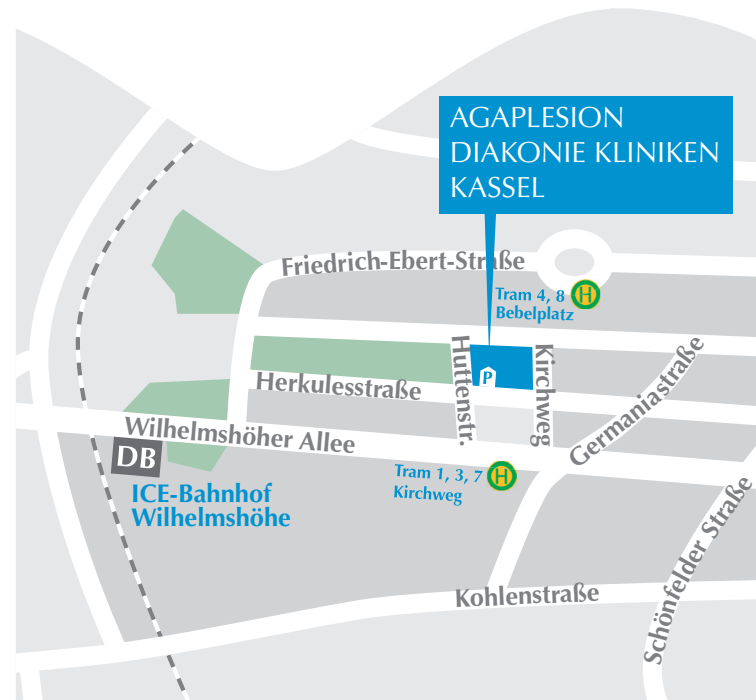 AGAPLESION
DIAKONIE KLINIKEN
KASSEL
Friedrich-Ebert-Straße
Tram 4, 8 H
Bebelplatz
Huttenstr.
Kirchweg
P
Germaniastraße
Herkulesstraße
Wilhelmshöher Allee
DB
Tram 1, 3, 7 H
Kirchweg
ICE-Bahnhof
Wilhelmshöhe
Schönfelder Straße
Kohlenstraße